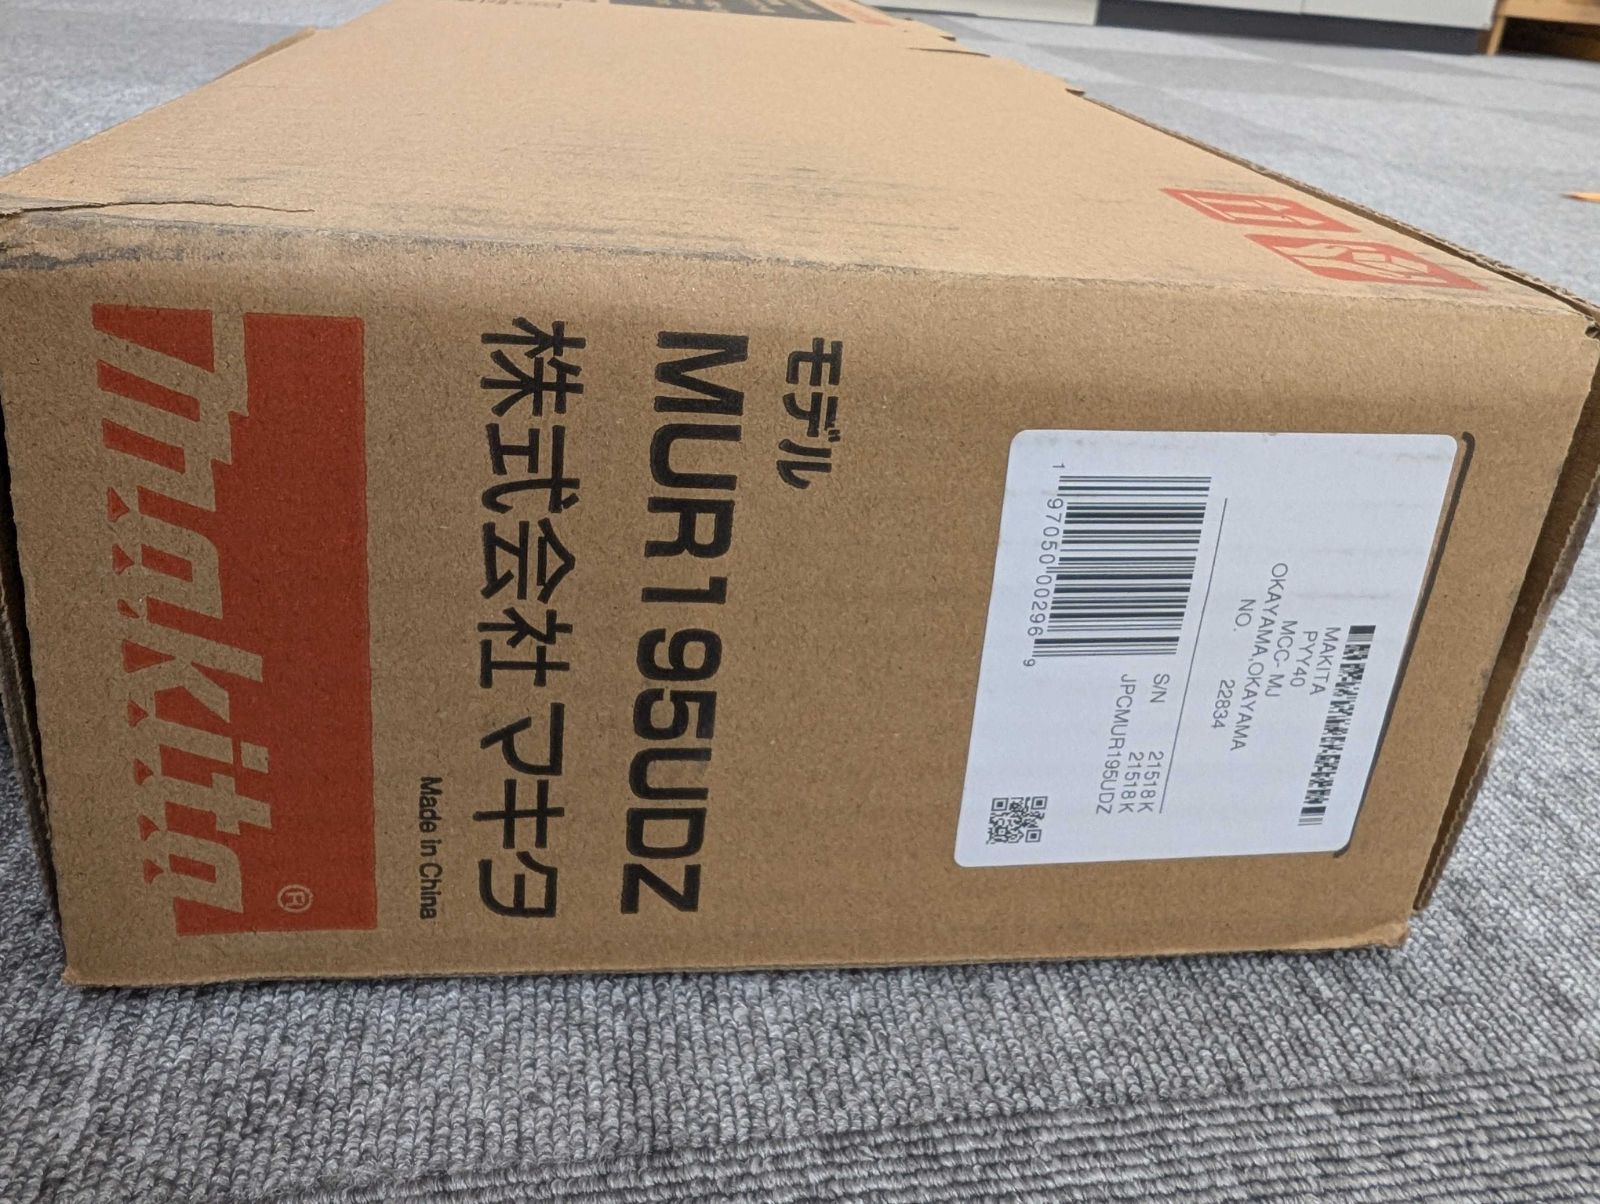 makita®
Made in China
株式会社 マキタ
MUR195UDZ
モデル
MAKITA
PYY40
MCC-MJ
OKAYAMA,OKAYAMA
NO. 22834
S/N 21518K
21518K
JPCMUR195UDZ
1 97050 00296 9